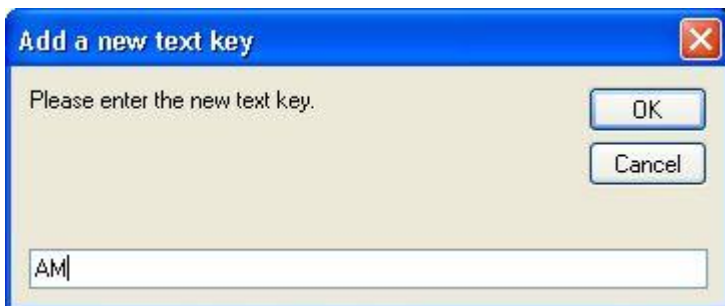 Add a new text key
Please enter the new text key.
OK
Cancel
AM